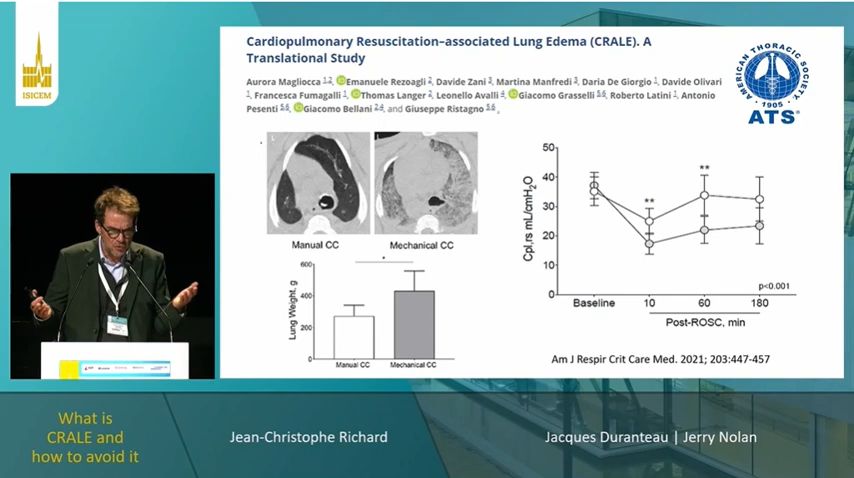 ISICEM
Cardiopulmonary Resuscitation–associated Lung Edema (CRALE). A
Translational Study
Aurora Magliocca 1,2, Emanuele Rezoagli 2, Davide Zani 3, Martina Manfredi 3, Daria De Giorgio 1, Davide Olivari
1, Francesca Fumagalli 1, Thomas Langer 2, Leonello Avalli 4, Giacomo Grasselli 5,6, Roberto Latini 1, Antonio
Pesenti 5,6, Giacomo Bellani 2,4, and Giuseppe Ristagno 5,6,
AMERICAN THORACIC SOCIETY
1905
ATS®
L
Manual CC
Mechanical CC
Lung Weight, g
600
400
200
0
*
Manual CC
Mechanical CC
Cpl,rs mL/cmH2O
50
40
30
20
10
0
**
**
p<0.001
Baseline
10
60
180
Post-ROSC, min
Am J Respir Crit Care Med. 2021; 203:447-457
What is
CRALE and
how to avoid it
Jean-Christophe Richard
Jacques Duranteau | Jerry Nolan